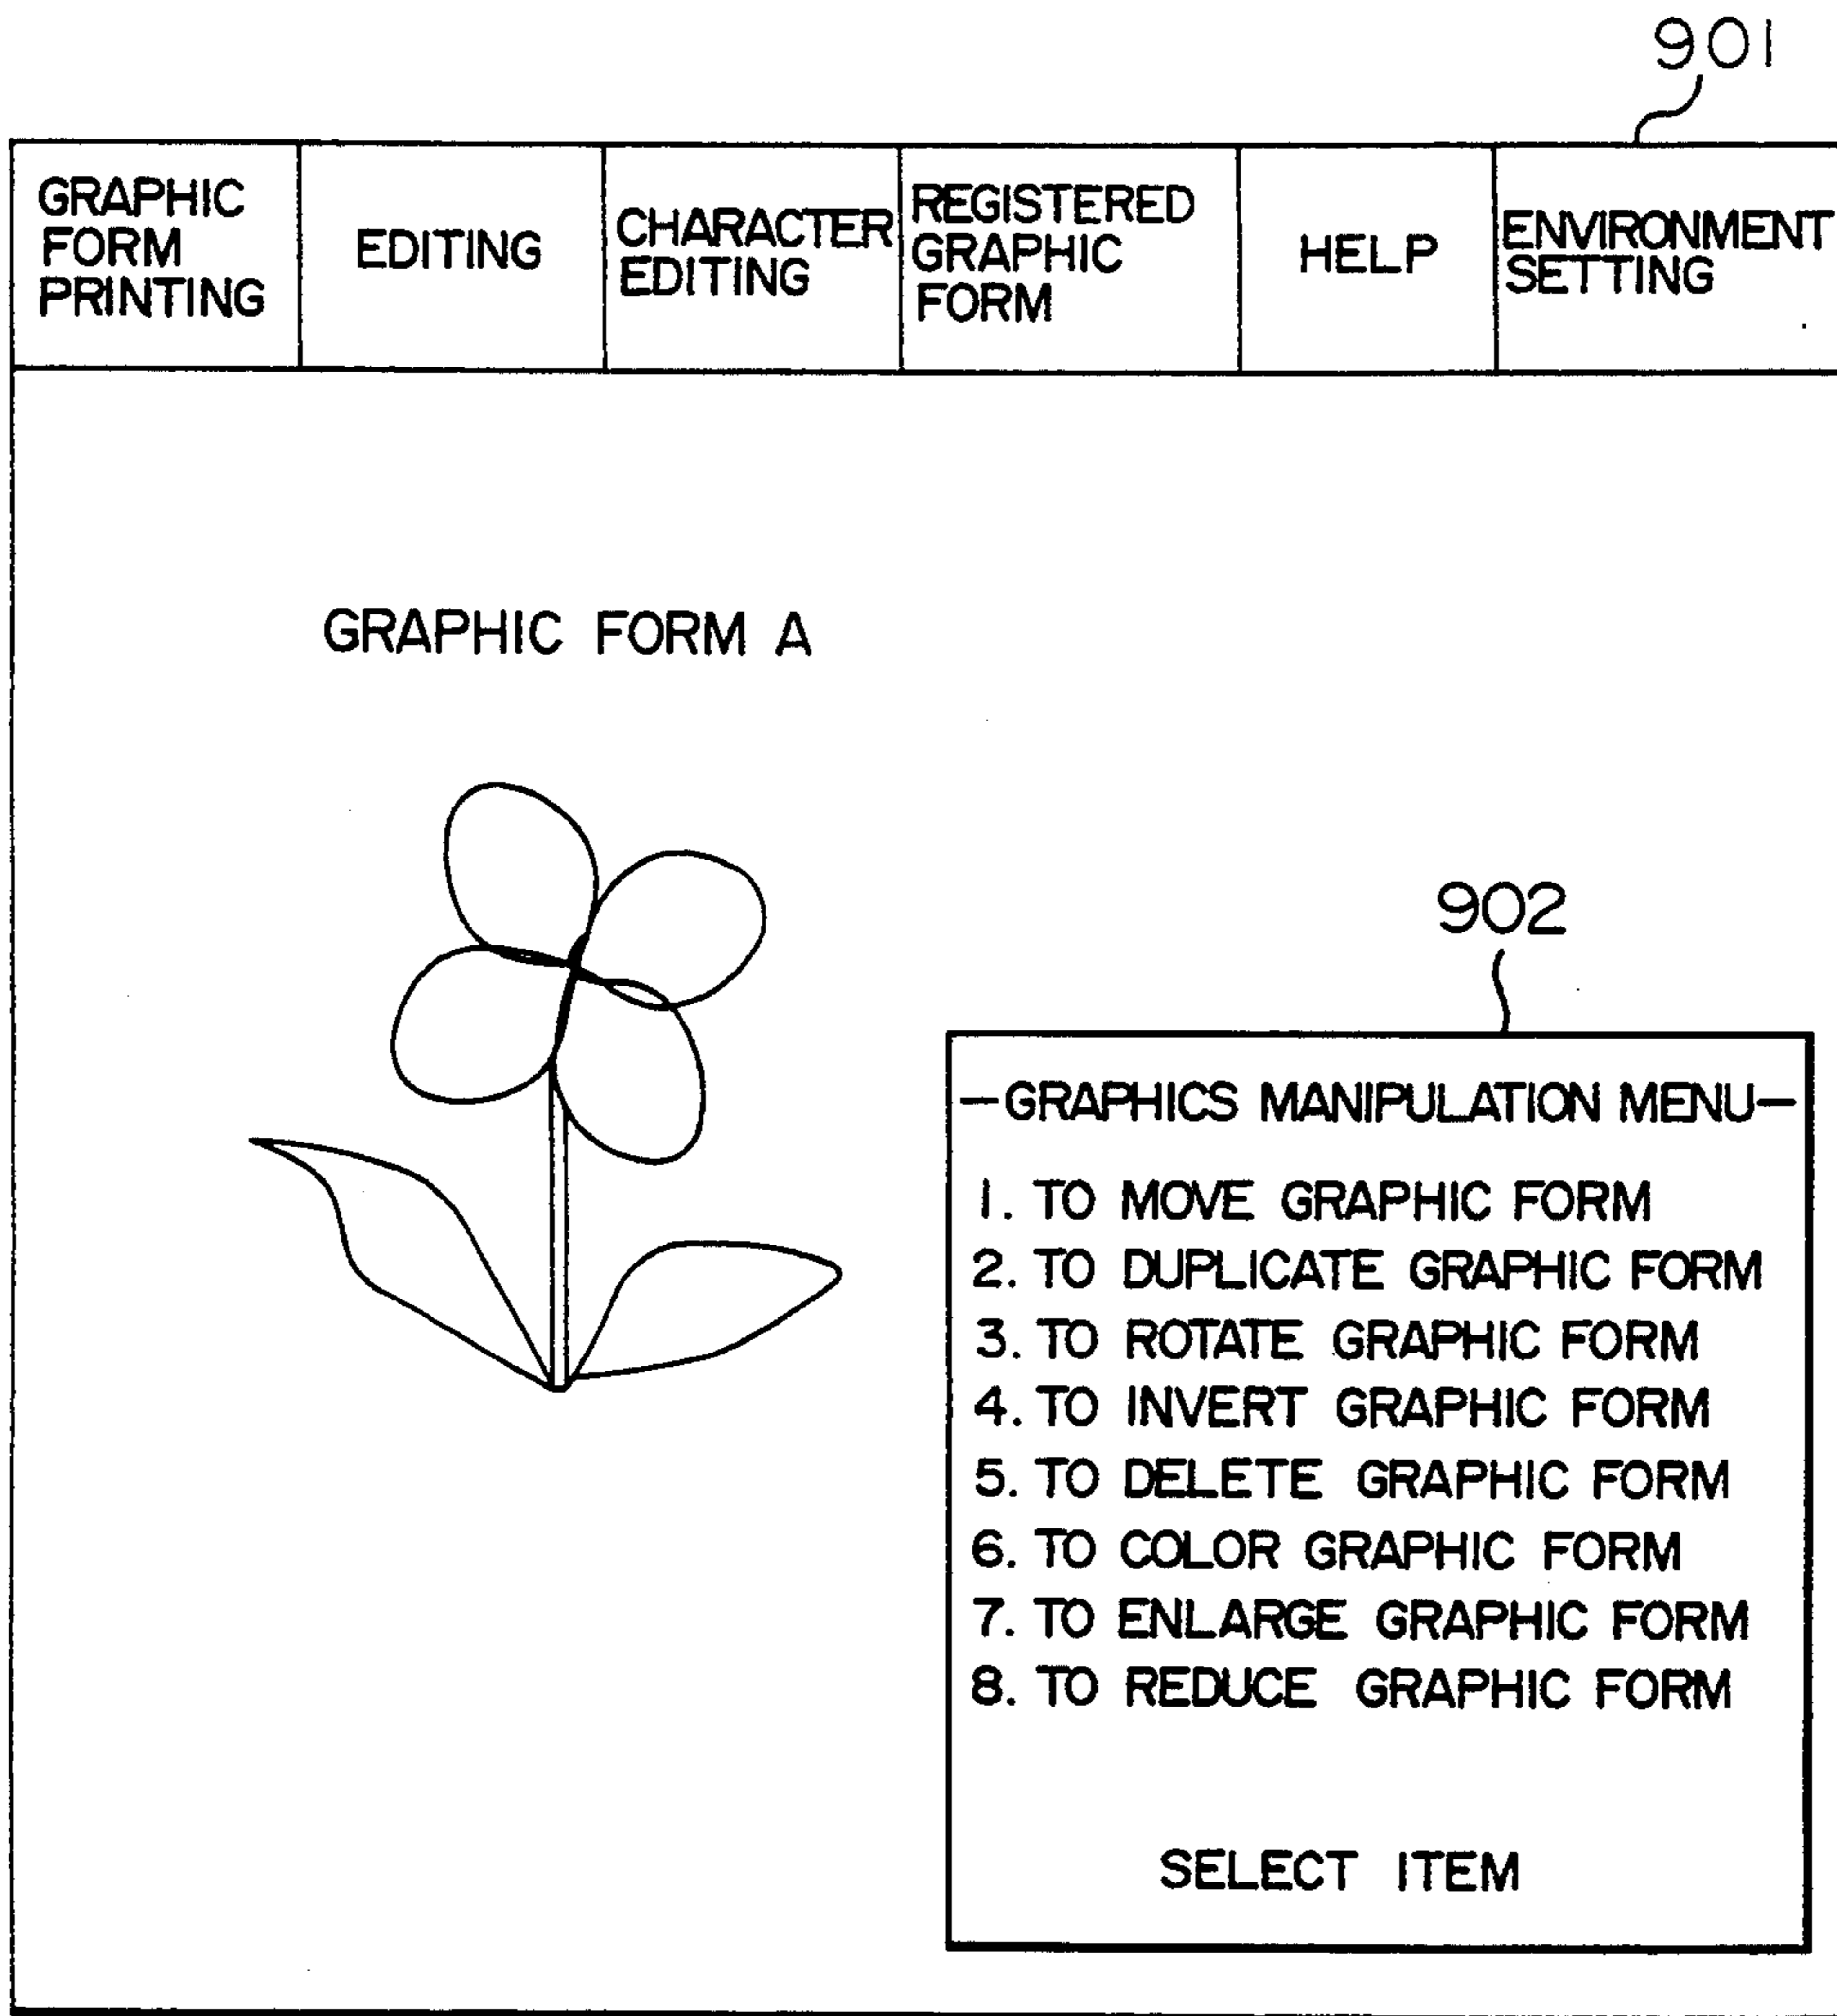 901
GRAPHIC
FORM
PRINTING
EDITING
CHARACTER
EDITING
REGISTERED
GRAPHIC
FORM
HELP
ENVIRONMENT
SETTING
GRAPHIC FORM A
902
—GRAPHICS MANIPULATION MENU—
1. TO MOVE GRAPHIC FORM
2. TO DUPLICATE GRAPHIC FORM
3. TO ROTATE GRAPHIC FORM
4. TO INVERT GRAPHIC FORM
5. TO DELETE GRAPHIC FORM
6. TO COLOR GRAPHIC FORM
7. TO ENLARGE GRAPHIC FORM
8. TO REDUCE GRAPHIC FORM
SELECT ITEM